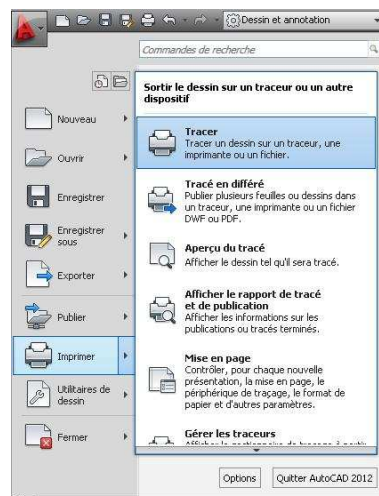 Dessin et annotation
Commandes de recherche
Sortir le dessin sur un traceur ou un autre
dispositif
Nouveau
Ouvrir
Enregistrer
Enregistrer
sous
Exporter
Publier
Imprimer
Utilitaires de
dessin
Fermer
Tracer
Tracer un dessin sur un traceur, une
imprimante ou un fichier.
Tracé en différé
Publier plusieurs feuilles ou dessins dans
un traceur, une imprimante ou un fichier
DWF ou PDF.
Aperçu du tracé
Afficher le dessin tel qu'il sera tracé.
Afficher le rapport de tracé
et de publication
Afficher les informations sur les
publications ou tracés terminés.
Mise en page
Contrôler, pour chaque nouvelle
présentation, la mise en page, le
périphérique de traçage, le format de
papier et d'autres paramètres.
Gérer les traceurs
Options
Quitter AutoCAD 2012